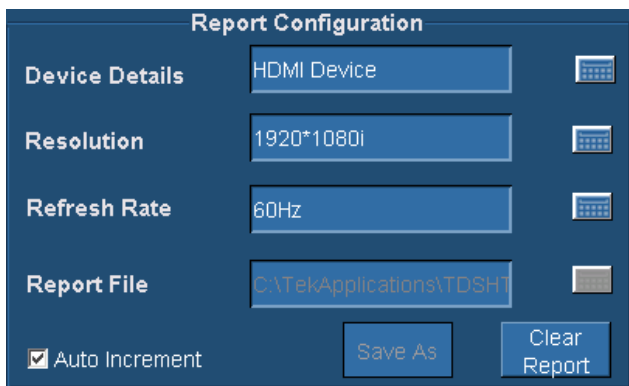 Report Configuration
Device Details HDMI Device
Resolution 1920*1080i
Refresh Rate 60Hz
Report File C:\TekApplications\TDSHT
Auto Increment Save As Clear
Report